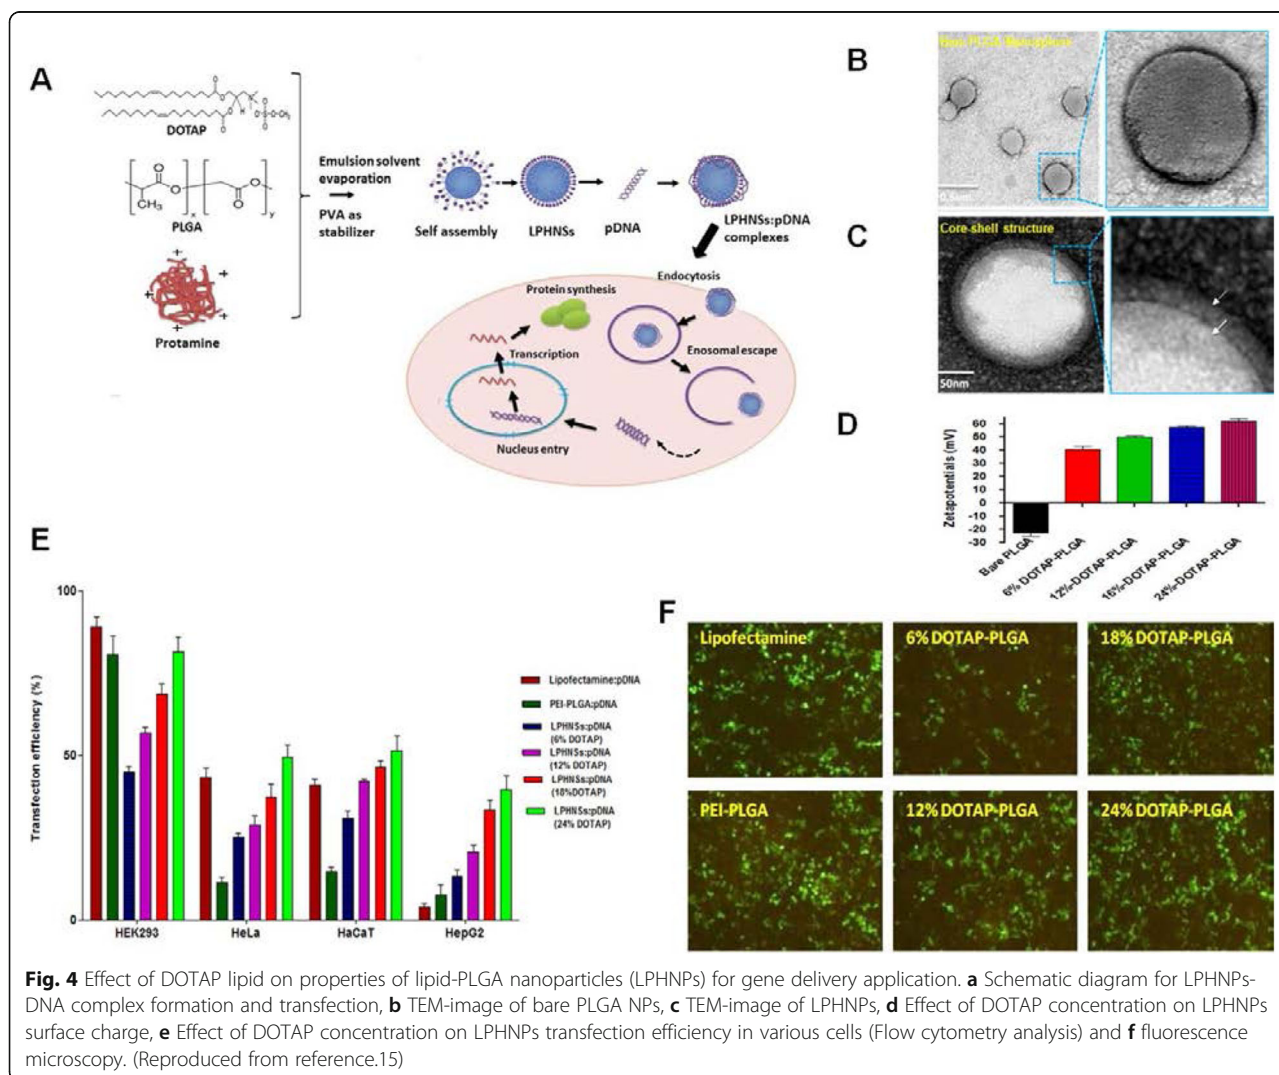 A
DOTAP
CH₃
O
O
O
O
x
y
PLGA
+
+
+
+
+
+
Protamine
Emulsion solvent
evaporation
PVA as
stabilizer
Self assembly
LPHNSs
pDNA
LPHNSs:pDNA
complexes
Endocytosis
Protein synthesis
Transcription
Enosomal escape
Nucleus entry
B
C
Core-shell structure
50nm
D
Zetapotentials (mV)
60
50
40
30
20
10
0
-10
-20
-30
Bare PLGA
6% DOTAP-PLGA
12%-DOTAP-PLGA
16%-DOTAP-PLGA
24%-DOTAP-PLGA
E
Transfection efficiency (%)
100
50
0
HEK293
HeLa
HaCaT
HepG2
Lipofectamine:pDNA
PEI-PLGA:pDNA
LPHNSs:pDNA
(6% DOTAP)
LPHNSs:pDNA
(12% DOTAP)
LPHNSs:pDNA
(18%DOTAP)
LPHNSs:pDNA
(24% DOTAP)
F
Lipofectamine
6% DOTAP-PLGA
18% DOTAP-PLGA
PEI-PLGA
12% DOTAP-PLGA
24% DOTAP-PLGA
Fig. 4 Effect of DOTAP lipid on properties of lipid-PLGA nanoparticles (LPHNPs) for gene delivery application. a Schematic diagram for LPHNPs-
DNA complex formation and transfection, b TEM-image of bare PLGA NPs, c TEM-image of LPHNPs, d Effect of DOTAP concentration on LPHNPs
surface charge, e Effect of DOTAP concentration on LPHNPs transfection efficiency in various cells (Flow cytometry analysis) and f fluorescence
microscopy. (Reproduced from reference.15)